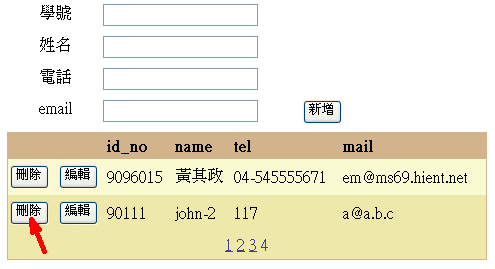 學號
姓名
電話
email 新增
id_no name tel mail
刪除 編輯 9096015 黃其政 04-545555671 em@ms69.hient.net
刪除 編輯 90111 john-2 117 a@a.b.c
1 2 3 4